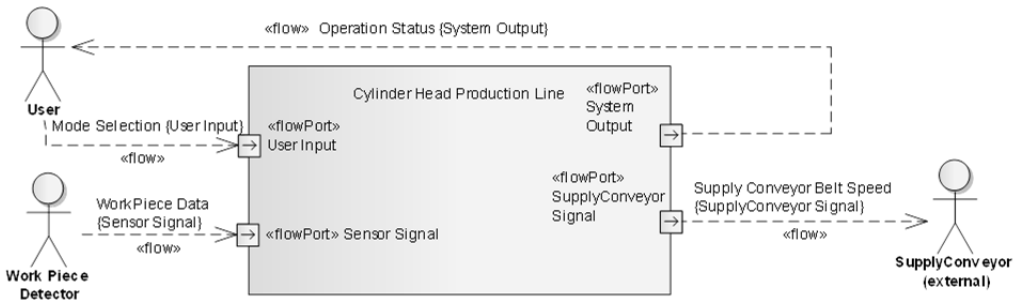 «flow» Operation Status {System Output}
Cylinder Head Production Line
«flowPort»
System
Output
User
Mode Selection {User Input}
«flow»
«flowPort»
User Input
«flowPort»
SupplyConveyor
Signal
WorkPiece Data
{Sensor Signal}
«flow»
«flowPort» Sensor Signal
Supply Conveyor Belt Speed
{SupplyConveyor Signal}
«flow»
Work Piece
Detector
SupplyConveyor
(external)